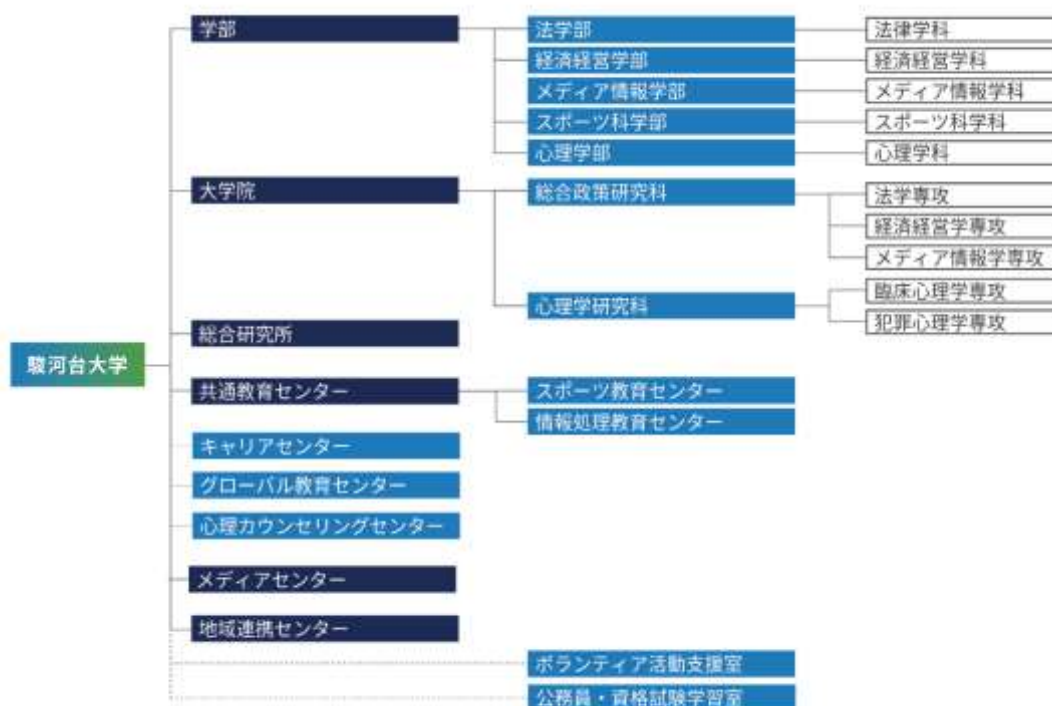 学部
法学部
法律学科
経済経営学部
経済経営学科
メディア情報学部
メディア情報学科
スポーツ科学部
スポーツ科学科
心理学部
心理学科
大学院
総合政策研究科
法学専攻
経済経営学専攻
メディア情報学専攻
心理学研究科
臨床心理学専攻
犯罪心理学専攻
総合研究所
駿河台大学
共通教育センター
スポーツ教育センター
情報処理教育センター
キャリアセンター
グローバル教育センター
心理カウンセリングセンター
メディアセンター
地域連携センター
ボランティア活動支援室
公務員・資格試験学習室